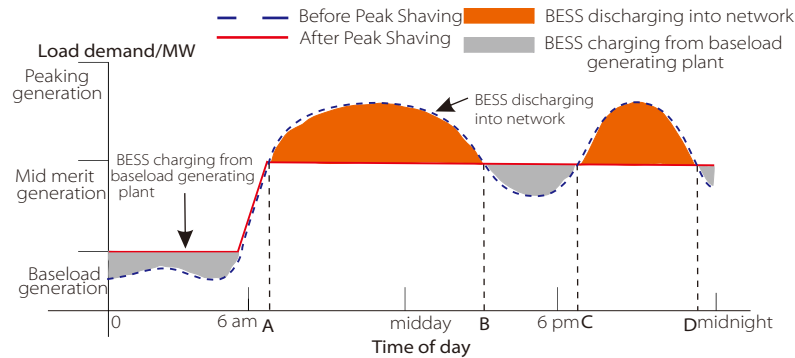 Before Peak Shaving
After Peak Shaving
BESS discharging into network
BESS charging from baseload
generating plant
Load demand/MW
Peaking
generation
BESS discharging
into network
BESS charging from
baseload generating
plant
Mid merit
generation
Baseload
generation
0
6 am
A
midday
B
6 pm
C
D
midnight
Time of day